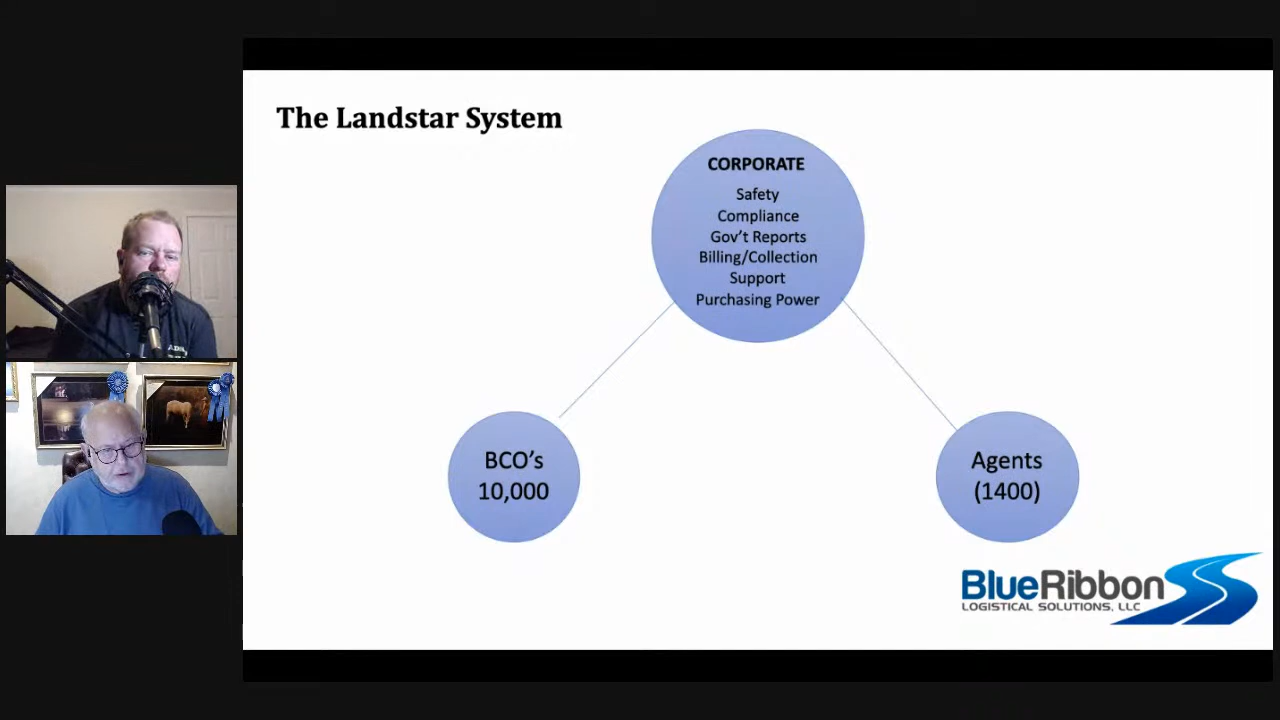 The Landstar System
CORPORATE
Safety
Compliance
Gov't Reports
Billing/Collection
Support
Purchasing Power
BCO's
10,000
Agents
(1400)
BlueRibbon
LOGISTICAL SOLUTIONS, LLC